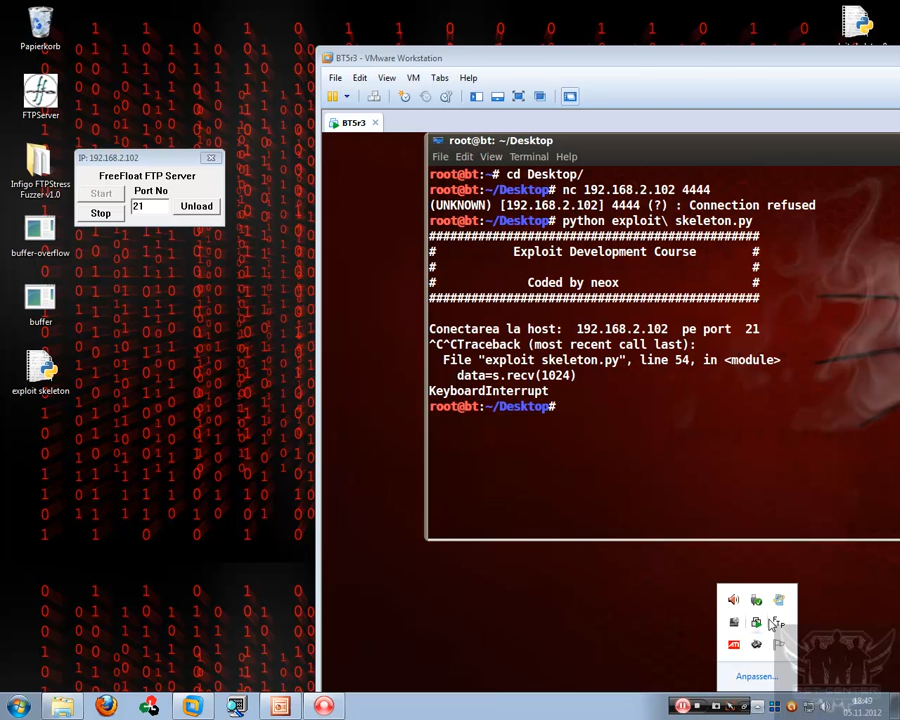 Papierkorb
FTPServer
Infigo FTPStress
Fuzzer v1.0
buffer-overflow
buffer
exploit skeleton
IP: 192.168.2.102
FreeFloat FTP Server
Start
Port No
Stop
21
Unload
BT5r3 - VMware Workstation
File Edit View VM Tabs Help
BT5r3
root@bt: ~/Desktop
File Edit View Terminal Help
root@bt:~# cd Desktop/
root@bt:~/Desktop# nc 192.168.2.102 4444
(UNKNOWN) [192.168.2.102] 4444 (?) : Connection refused
root@bt:~/Desktop# python exploit\ skeleton.py
###################################################
# Exploit Development Course #
# #
# Coded by neox #
###################################################
Conectarea la host: 192.168.2.102 pe port 21
^C^CTraceback (most recent call last):
File "exploit skeleton.py", line 54, in <module>
data=s.recv(1024)
KeyboardInterrupt
root@bt:~/Desktop#
ATI
Anpassen...
18:49
05.11.2012